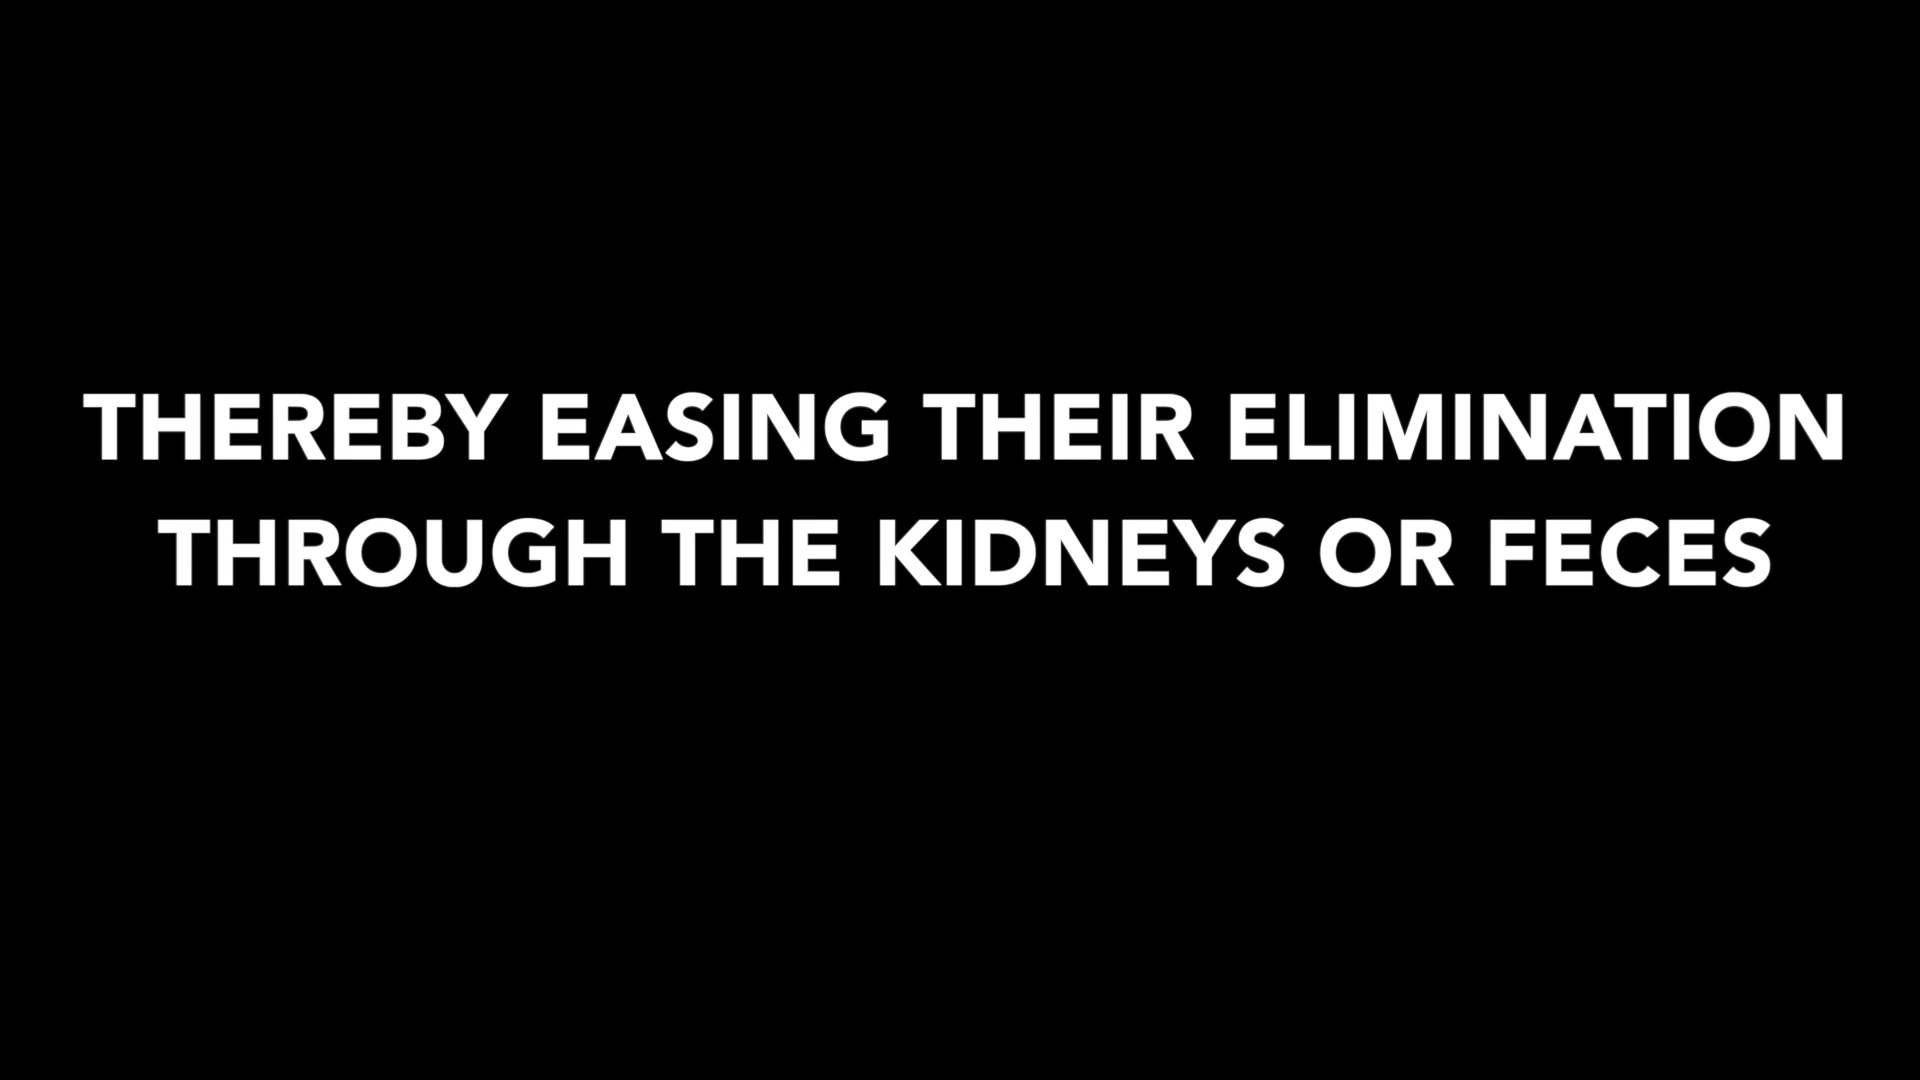 THEREBY EASING THEIR ELIMINATION
THROUGH THE KIDNEYS OR FECES